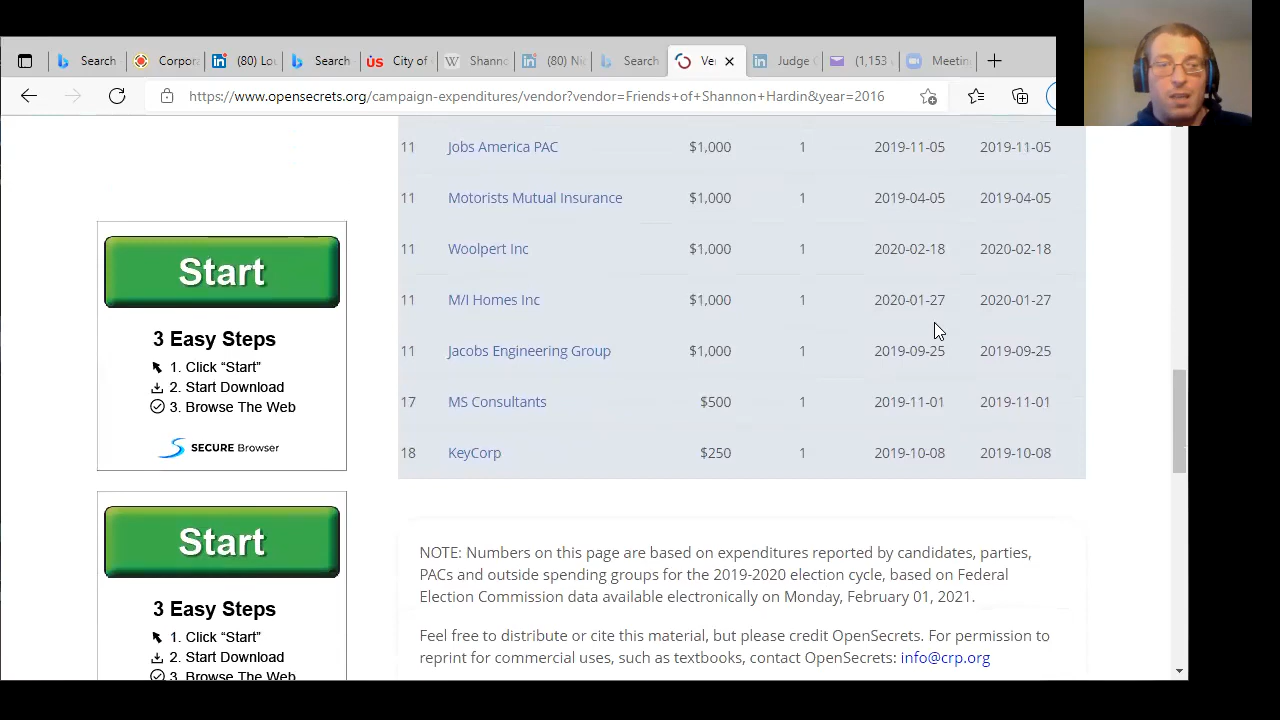 Search
Corpor
(80) Lou
Search
City of
Shanno
(80) Nic
Search
Ve
Judge C
(1,153
Meetin
https://www.opensecrets.org/campaign-expenditures/vendor?vendor=Friends+of+Shannon+Hardin&year=2016
11 Jobs America PAC $1,000 1 2019-11-05 2019-11-05
11 Motorists Mutual Insurance $1,000 1 2019-04-05 2019-04-05
11 Woolpert Inc $1,000 1 2020-02-18 2020-02-18
11 M/I Homes Inc $1,000 1 2020-01-27 2020-01-27
11 Jacobs Engineering Group $1,000 1 2019-09-25 2019-09-25
17 MS Consultants $500 1 2019-11-01 2019-11-01
18 KeyCorp $250 1 2019-10-08 2019-10-08
NOTE: Numbers on this page are based on expenditures reported by candidates, parties,
PACs and outside spending groups for the 2019-2020 election cycle, based on Federal
Election Commission data available electronically on Monday, February 01, 2021.
Feel free to distribute or cite this material, but please credit OpenSecrets. For permission to
reprint for commercial uses, such as textbooks, contact OpenSecrets: info@crp.org
Start
3 Easy Steps
1. Click “Start”
2. Start Download
3. Browse The Web
SECURE Browser
Start
3 Easy Steps
1. Click “Start”
2. Start Download
3. Browse The Web